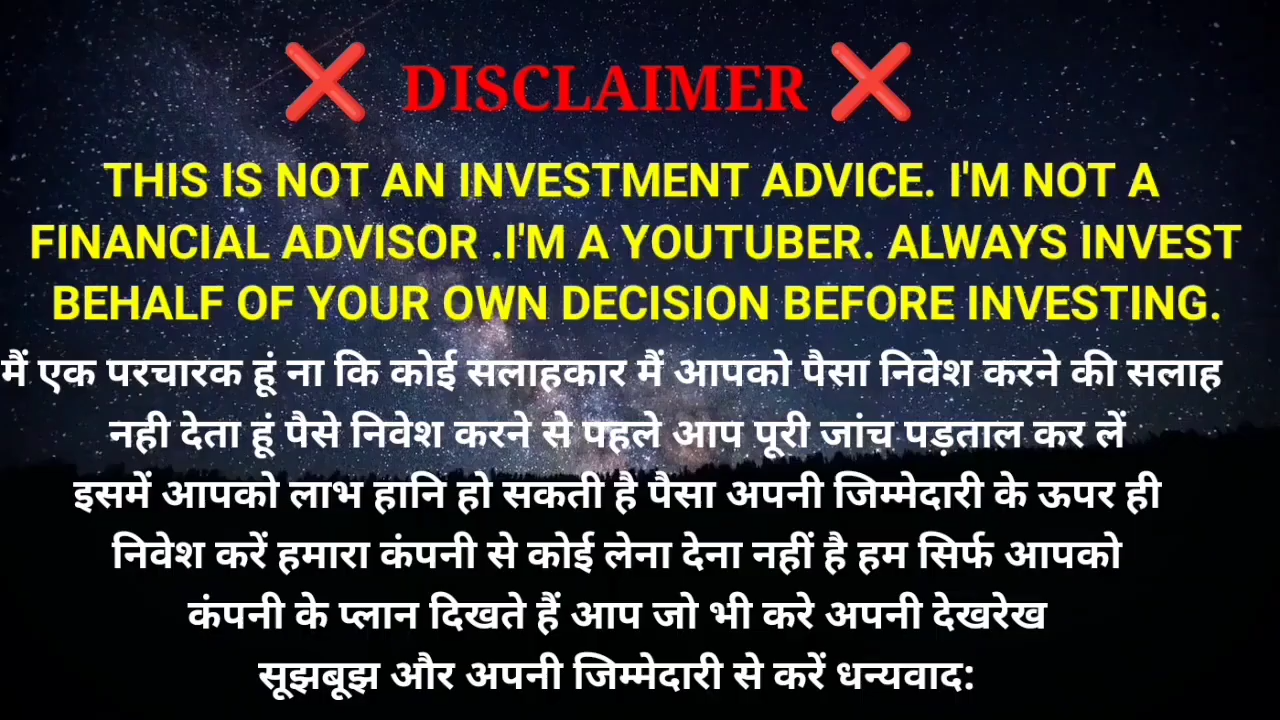 ❌ DISCLAIMER ❌
THIS IS NOT AN INVESTMENT ADVICE. I'M NOT A
FINANCIAL ADVISOR .I'M A YOUTUBER. ALWAYS INVEST
BEHALF OF YOUR OWN DECISION BEFORE INVESTING.
मैं एक परचारक हूं ना कि कोई सलाहकार मैं आपको पैसा निवेश करने की सलाह
नही देता हूं पैसे निवेश करने से पहले आप पूरी जांच पड़ताल कर लें
इसमें आपको लाभ हानि हो सकती है पैसा अपनी जिम्मेदारी के ऊपर ही
निवेश करें हमारा कंपनी से कोई लेना देना नहीं है हम सिर्फ आपको
कंपनी के प्लान दिखते हैं आप जो भी करे अपनी देखरेख
सूझबूझ और अपनी जिम्मेदारी से करें धन्यवाद: